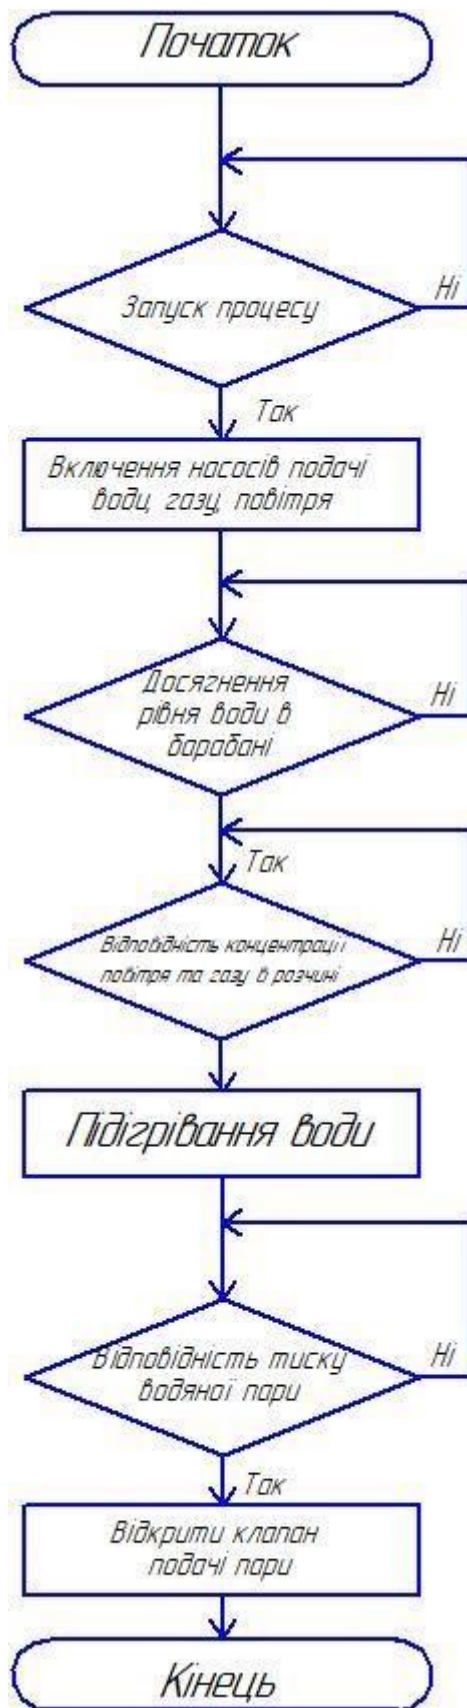 Початок
Ні
Запуск процесу
Так
Включення насосів подачі
води, газу, повітря
Досягнення
рівня води в
барабані
Ні
Так
Відповідність концентрації
повітря та газу в розчині
Ні
Підігрівання води
Відповідність тиску
водяної пари
Ні
Так
Відкрити клапан
подачі пари
Кінець